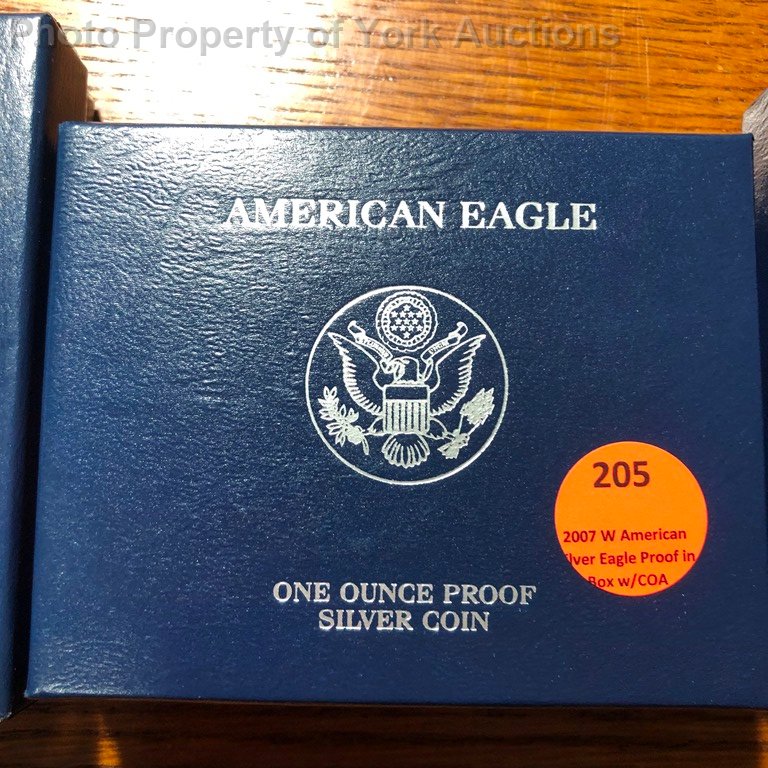 Photo Property of York Auctions
AMERICAN EAGLE
ONE OUNCE PROOF
SILVER COIN
205
2007 W American
lver Eagle Proof in
Box w/COA